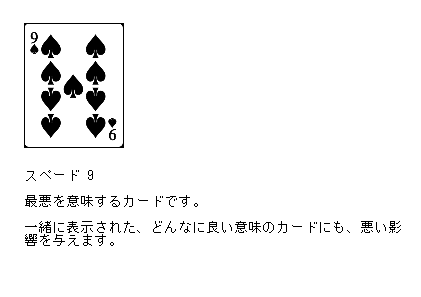 9
6
スペード 9
最悪を意味するカードです。
一緒に表示された、どんなに良い意味のカードにも、悪い影
響を与えます。